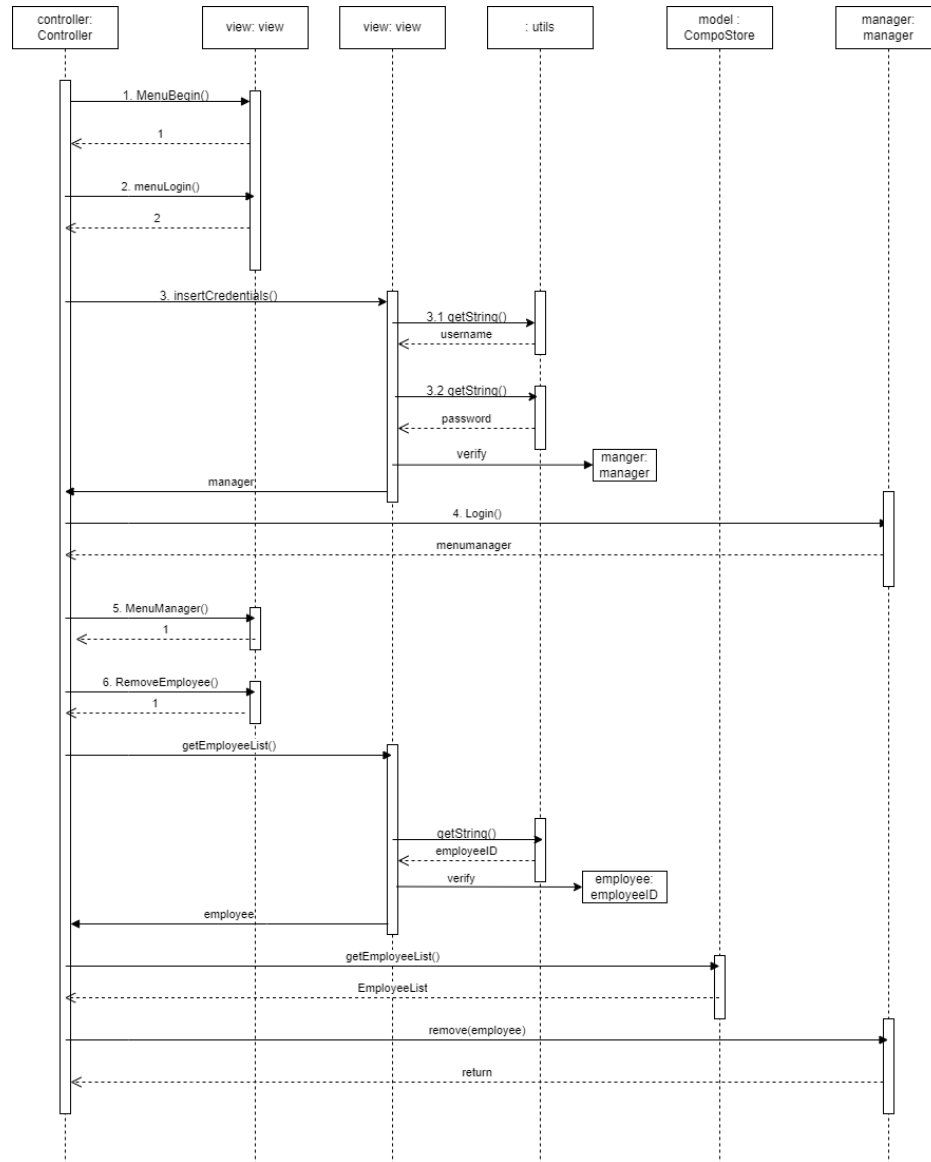 controller:
Controller
view: view
view: view
: utils
model :
CompoStore
manager:
manager
1. MenuBegin()
1
2. menuLogin()
2
3. insertCredentials()
3.1 getString()
username
3.2 getString()
password
verify
manger:
manager
manager
4. Login()
menumanager
5. MenuManager()
1
6. RemoveEmployee()
1
getEmployeeList()
getString()
employeeID
verify
employee:
employeeID
employee
getEmployeeList()
EmployeeList
remove(employee)
return